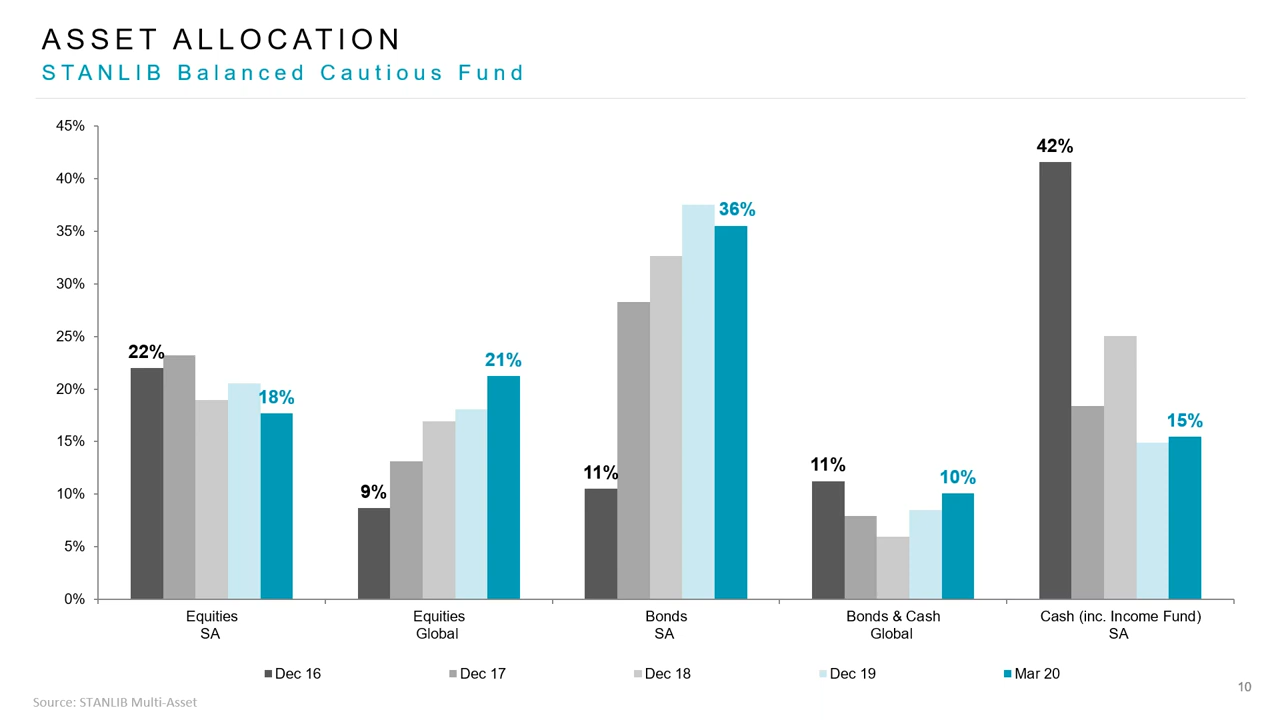 ASSET ALLOCATION
STANLIB Balanced Cautious Fund
45%
40%
35%
30%
25%
20%
15%
10%
5%
0%
22%
18%
9%
21%
11%
36%
11%
10%
42%
15%
Equities
SA
Equities
Global
Bonds
SA
Bonds & Cash
Global
Cash (inc. Income Fund)
SA
Dec 16
Dec 17
Dec 18
Dec 19
Mar 20
10
Source: STANLIB Multi-Asset